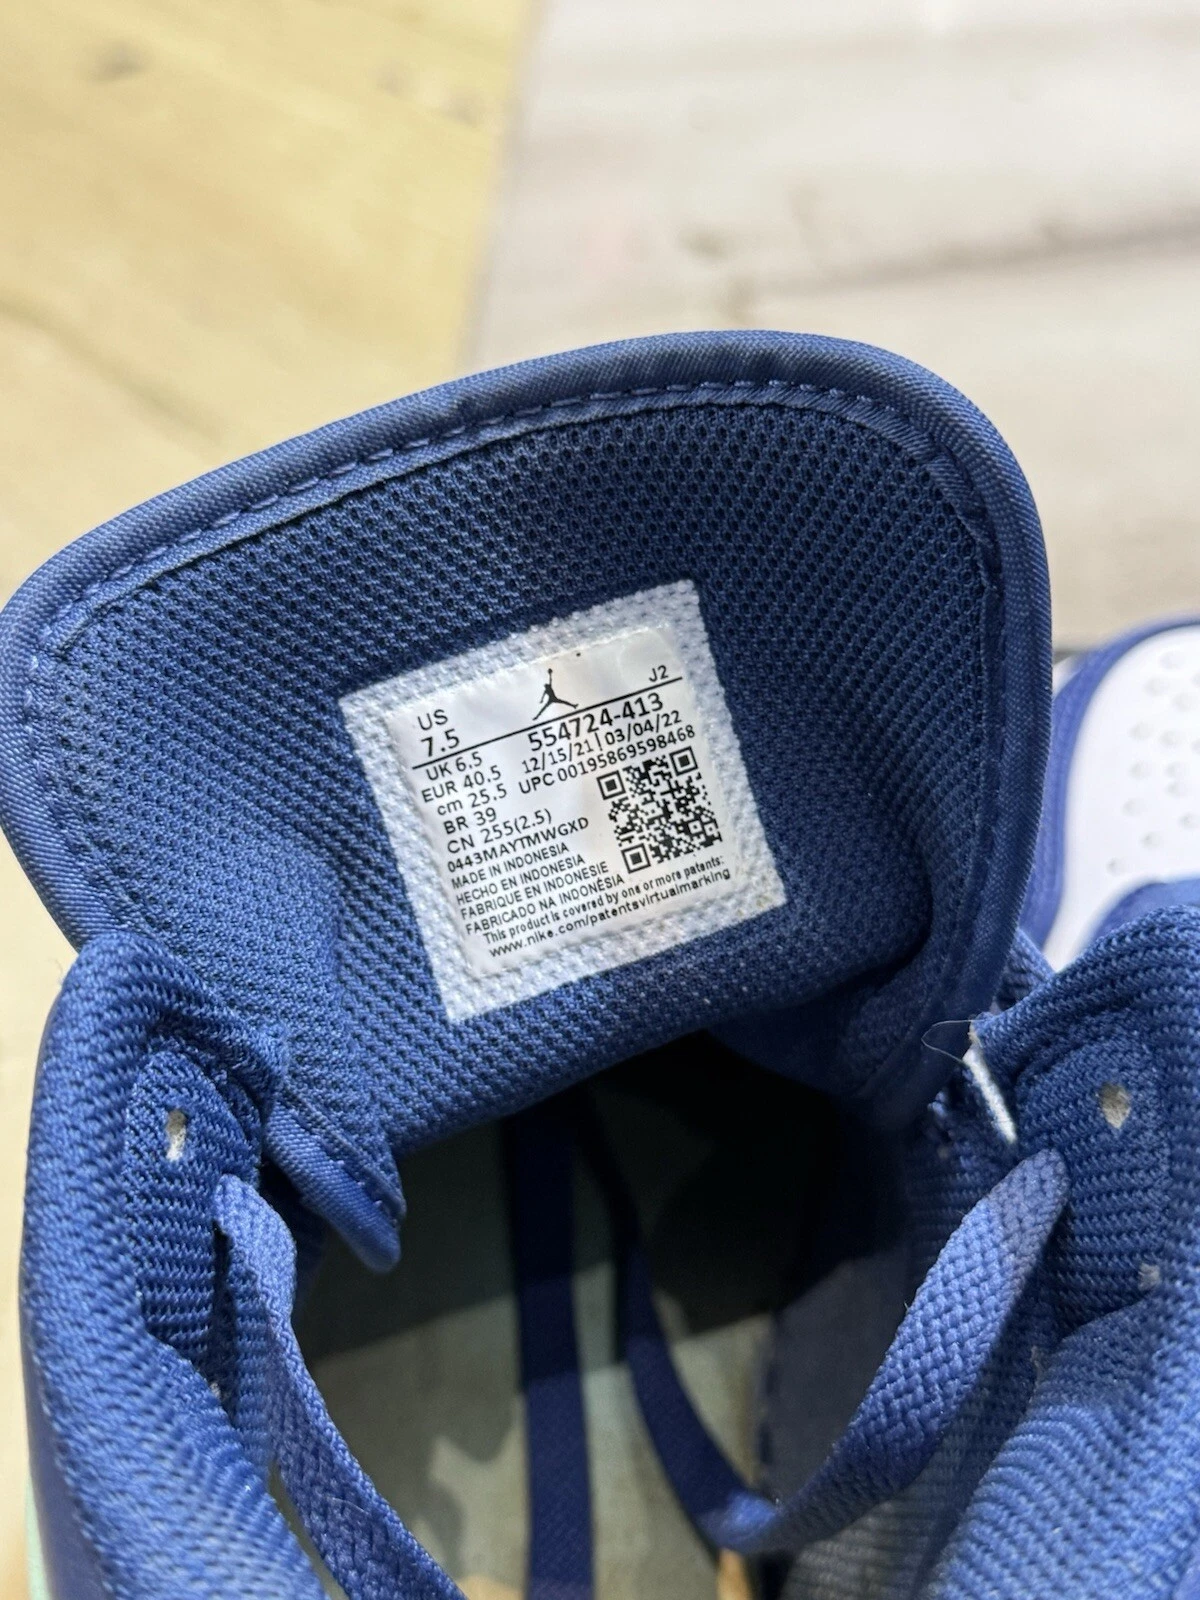 J2
US
7.5 554724-413
UK 6.5 12/15/21 | 03/04/22
EUR 40.5 UPC 00195869598468
cm 25.5
BR 39
CN 255(2.5)
0443MAYTMWGXD
MADE IN INDONESIA
HECHO EN INDONESIA
FABRIQUE EN INDONESIE
FABRICADO NA INDONÉSIA
This product is covered by one or more patents:
www.nike.com/patentsvirtualmarking